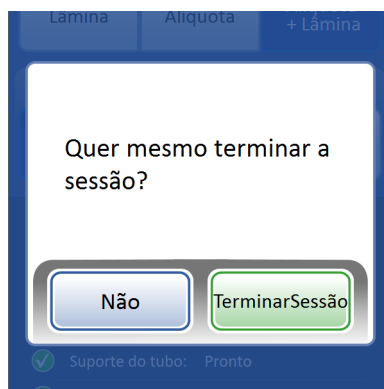 Lâmina Alíquota
+ Lâmina
Quer mesmo terminar a
sessão?
Não TerminarSessão
Suporte do tubo: Pronto